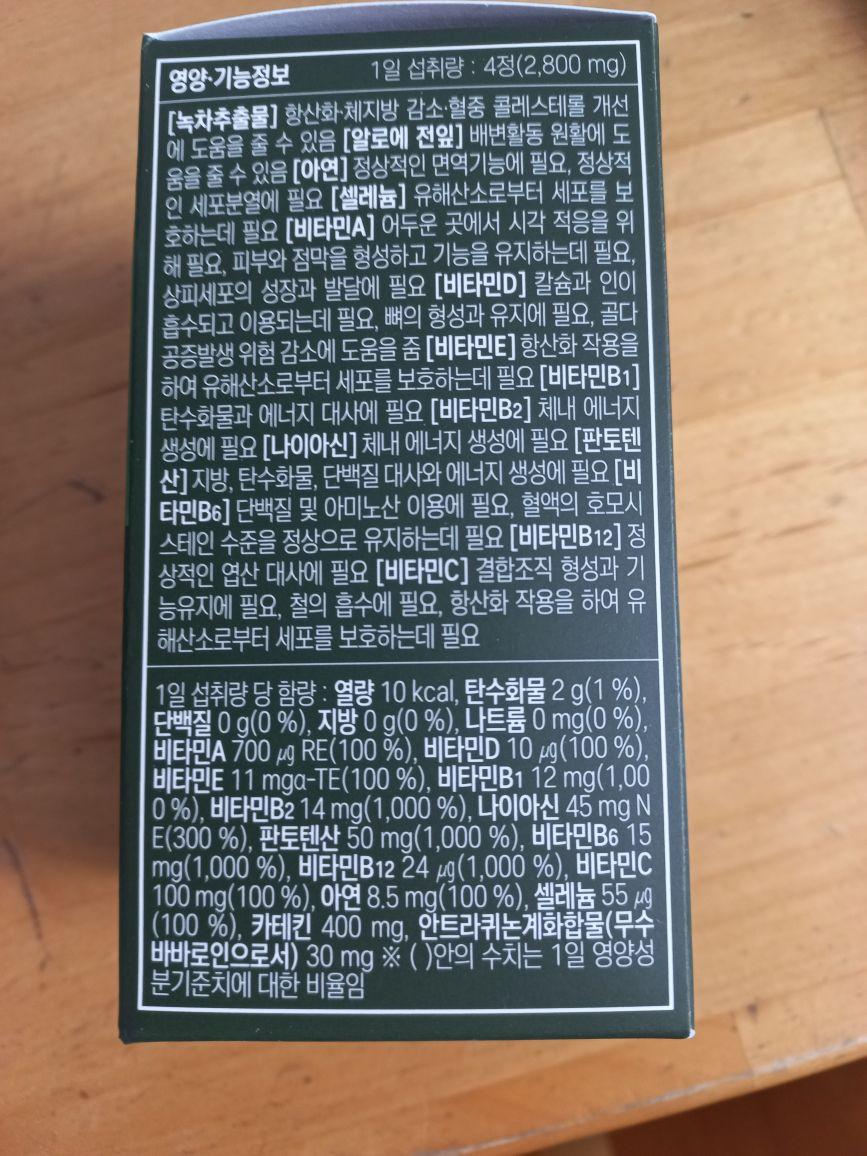 영양·기능정보 1일 섭취량 : 4정(2,800 mg)
[녹차추출물] 항산화·체지방 감소·혈중 콜레스테롤 개선
에 도움을 줄 수 있음 [알로에 전잎] 배변활동 원활에 도
움을 줄 수 있음 [아연] 정상적인 면역기능에 필요, 정상적
인 세포분열에 필요 [셀레늄] 유해산소로부터 세포를 보
호하는데 필요 [비타민A] 어두운 곳에서 시각 적응을 위
해 필요, 피부와 점막을 형성하고 기능을 유지하는데 필요,
상피세포의 성장과 발달에 필요 [비타민D] 칼슘과 인이
흡수되고 이용되는데 필요, 뼈의 형성과 유지에 필요, 골다
공증발생 위험 감소에 도움을 줌 [비타민E] 항산화 작용을
하여 유해산소로부터 세포를 보호하는데 필요 [비타민B1]
탄수화물과 에너지 대사에 필요 [비타민B2] 체내 에너지
생성에 필요 [나이아신] 체내 에너지 생성에 필요 [판토텐
산] 지방, 탄수화물, 단백질 대사와 에너지 생성에 필요 [비
타민B6] 단백질 및 아미노산 이용에 필요, 혈액의 호모시
스테인 수준을 정상으로 유지하는데 필요 [비타민B12] 정
상적인 엽산 대사에 필요 [비타민C] 결합조직 형성과 기
능유지에 필요, 철의 흡수에 필요, 항산화 작용을 하여 유
해산소로부터 세포를 보호하는데 필요
1일 섭취량 당 함량 : 열량 10 kcal, 탄수화물 2 g(1 %),
단백질 0 g(0 %), 지방 0 g(0 %), 나트륨 0 mg(0 %),
비타민A 700 μg RE(100 %), 비타민D 10 μg(100 %),
비타민E 11 mgα-TE(100 %), 비타민B1 12 mg(1,00
0 %), 비타민B2 14 mg(1,000 %), 나이아신 45 mg N
E(300 %), 판토텐산 50 mg(1,000 %), 비타민B6 15
mg(1,000 %), 비타민B12 24 μg(1,000 %), 비타민C
100 mg(100 %), 아연 8.5 mg(100 %), 셀레늄 55 μg
(100 %), 카테킨 400 mg, 안트라퀴논계화합물(무수
바바로인으로서) 30 mg ※ ( )안의 수치는 1일 영양성
분기준치에 대한 비율임